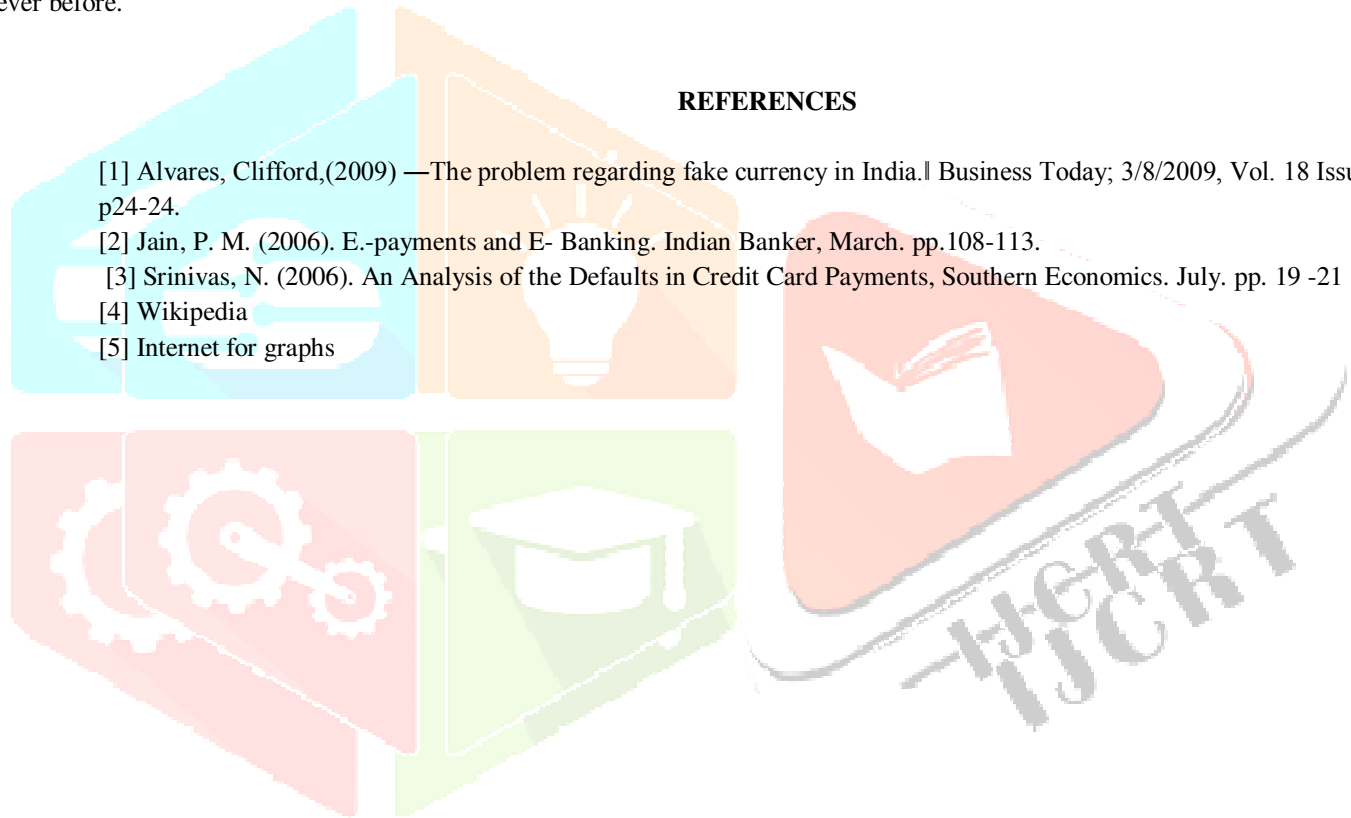 ever before.
REFERENCES
[1] Alvares, Clifford,(2009) ―The problem regarding fake currency in India.‖ Business Today; 3/8/2009, Vol. 18 Issu
p24-24.
[2] Jain, P. M. (2006). E.-payments and E- Banking. Indian Banker, March. pp.108-113.
[3] Srinivas, N. (2006). An Analysis of the Defaults in Credit Card Payments, Southern Economics. July. pp. 19 -21
[4] Wikipedia
[5] Internet for graphs
IJCRT
IJCRT